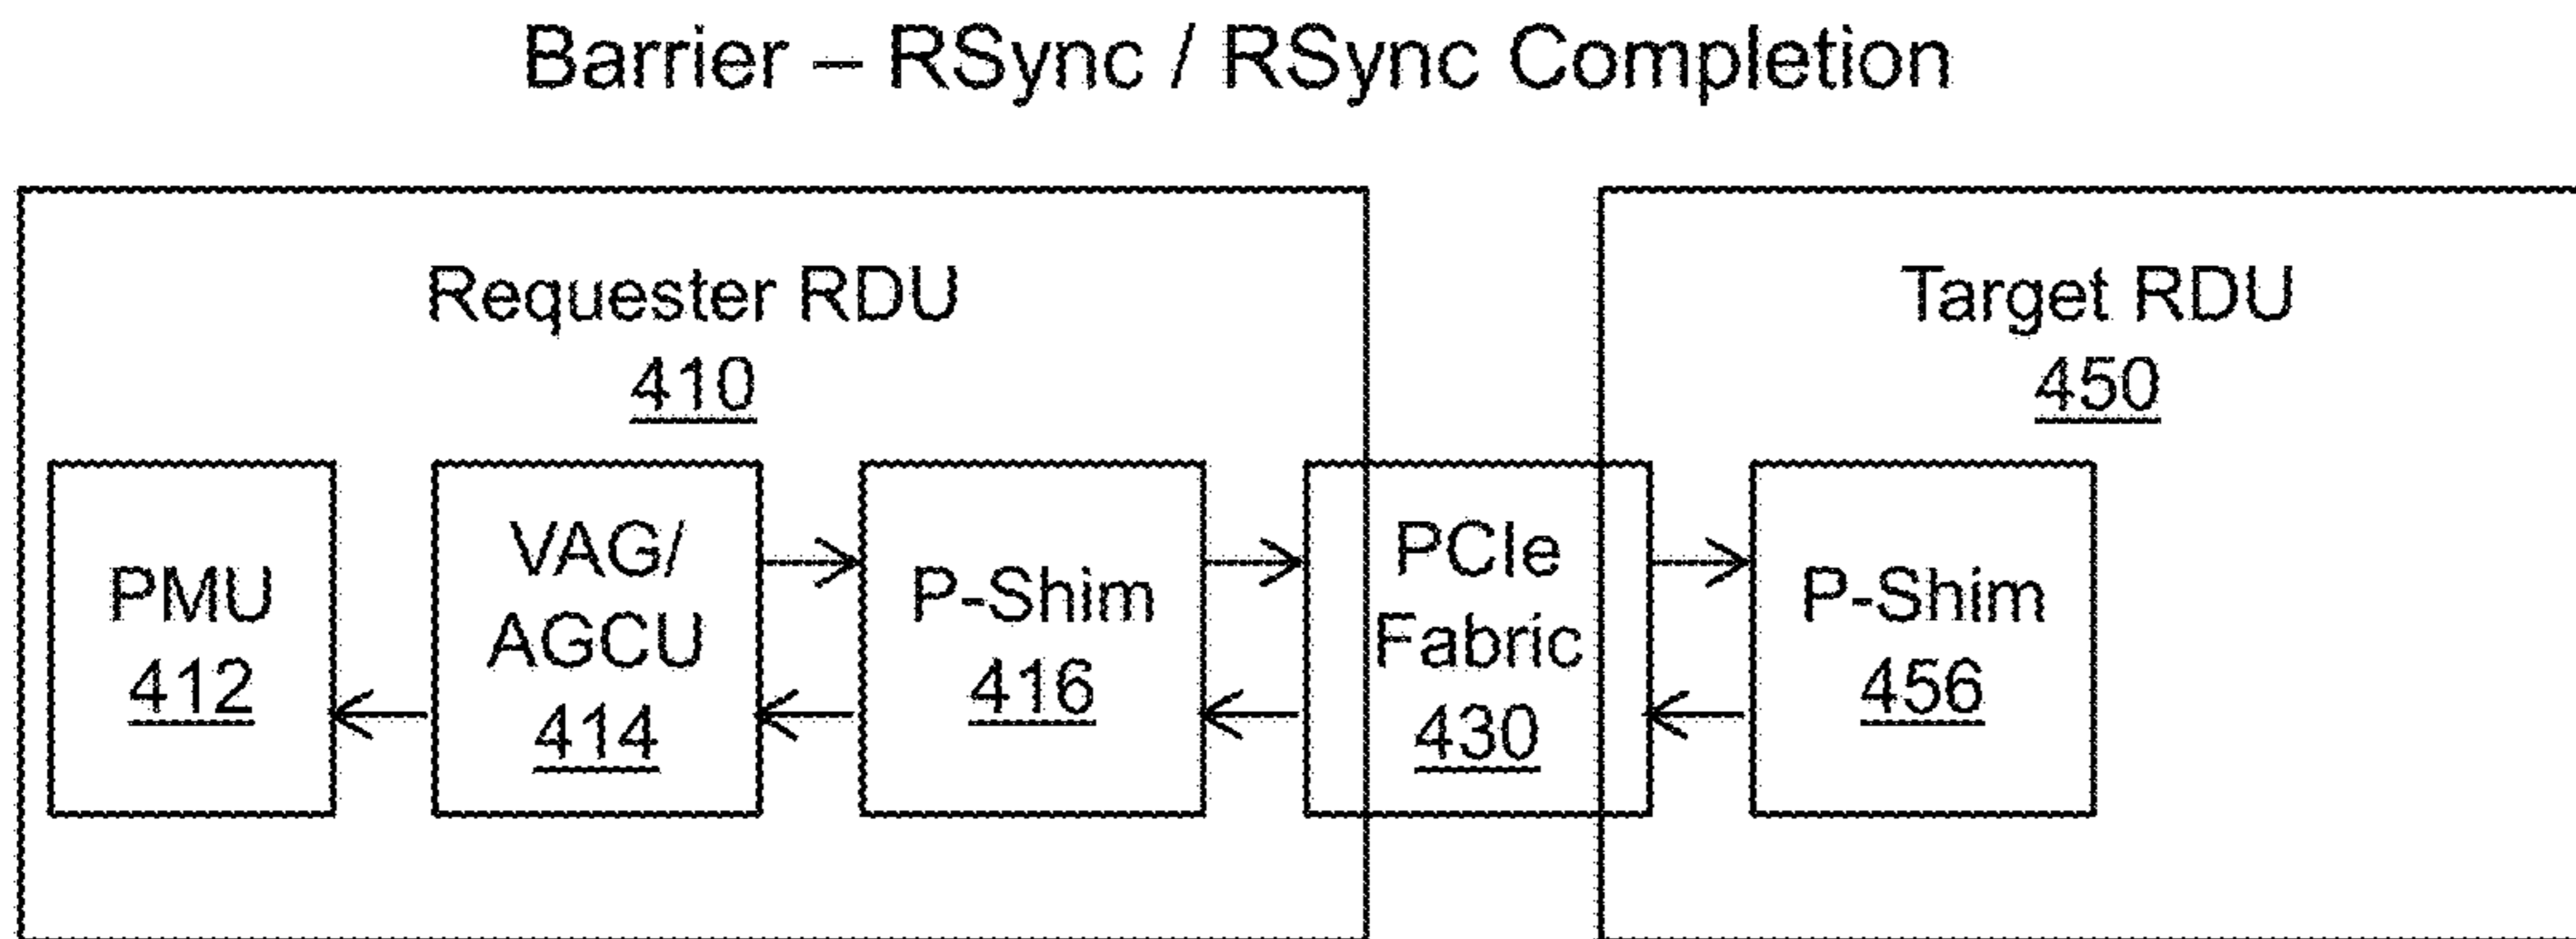 Barrier – RSync / RSync Completion
Requester RDU
410
Target RDU
450
PMU
412
VAG/
AGCU
414
P-Shim
416
PCIe
Fabric
430
P-Shim
456